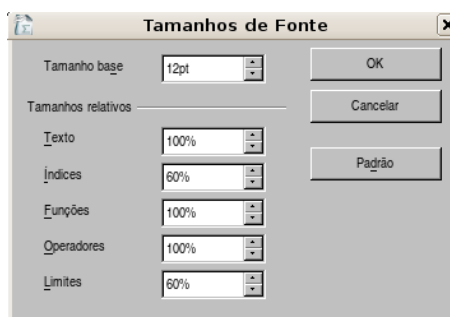 Tamanhos de Fonte
Tamanho base 12pt OK
Tamanhos relativos Cancelar
Texto 100%
Índices 60% Padrão
Funções 100%
Operadores 100%
Limites 60%